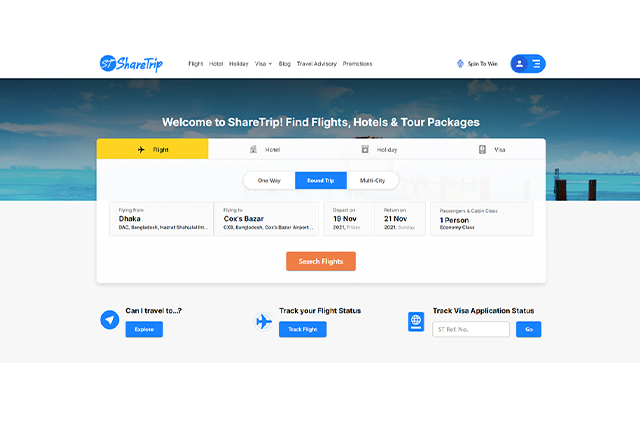 ST ShareTrip
Flight Hotel Holiday Visa Blog Travel Advisory Promotions
Spin To Win
Welcome to ShareTrip! Find Flights, Hotels & Tour Packages
Flight
Hotel
Holiday
Visa
One Way
Round Trip
Multi-City
Flying from
Dhaka
DAC, Bangladesh, Hazrat Shahjalal Int...
Flying to
Cox's Bazar
CXB, Bangladesh, Cox's Bazar Airport...
Depart on
19 Nov
2021, Friday
Return on
21 Nov
2021, Sunday
Passengers & Cabin Class
1 Person
Economy Class
Search Flights
Can I travel to...?
Explore
Track your Flight Status
Track Flight
Track Visa Application Status
ST Ref. No.
Go